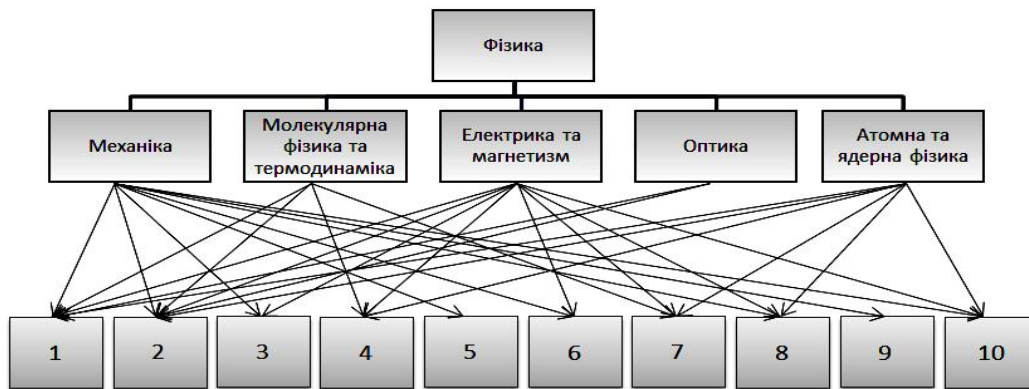 Фізика
Механіка
Молекулярна
фізика та
термодинаміка
Електрика та
магнетизм
Оптика
Атомна та
ядерна фізика
1
2
3
4
5
6
7
8
9
10